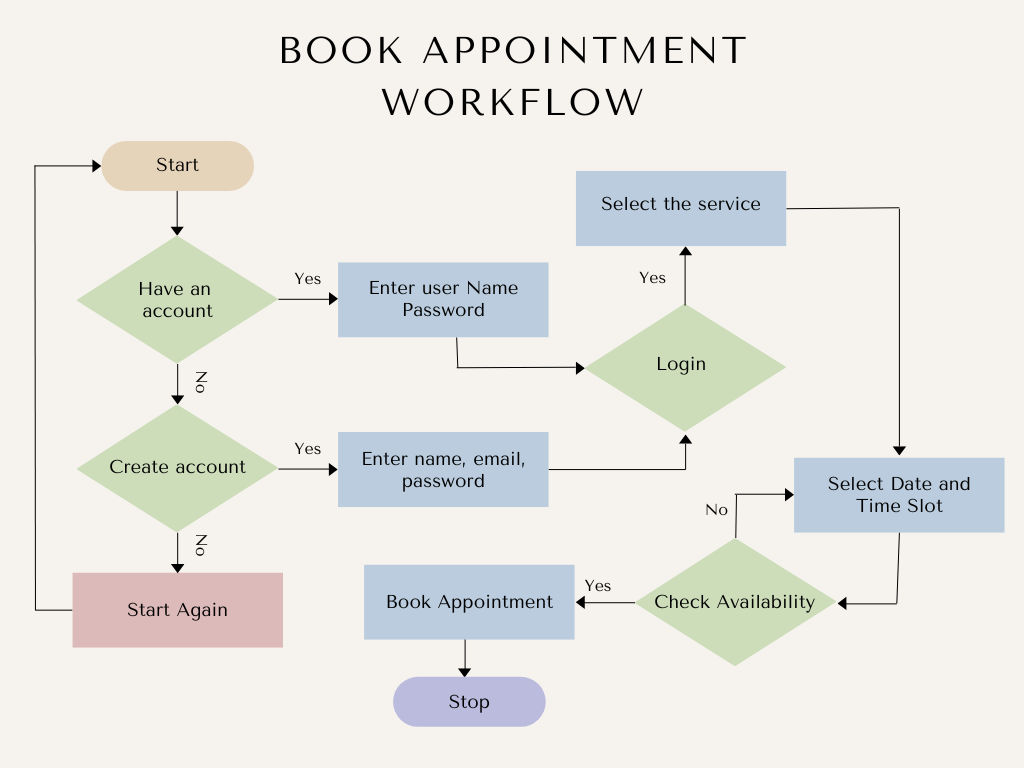 BOOK APPOINTMENT
WORKFLOW
Start
Have an
account
Yes
Enter user Name
Password
No
Create account
Yes
Enter name, email,
password
No
Start Again
Login
Yes
Select the service
Select Date and
Time Slot
No
Check Availability
Yes
Book Appointment
Stop